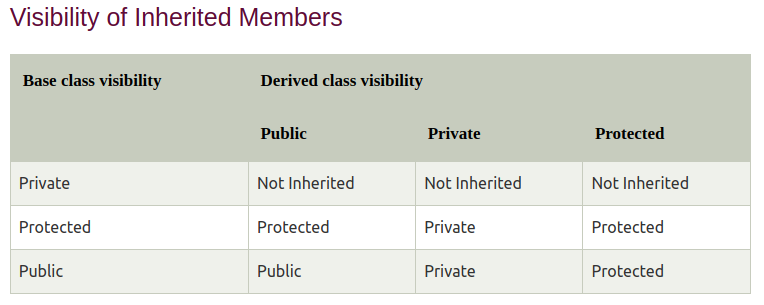 Visibility of Inherited Members
Base class visibility Derived class visibility
Public Private Protected
Private Not Inherited Not Inherited Not Inherited
Protected Protected Private Protected
Public Public Private Protected